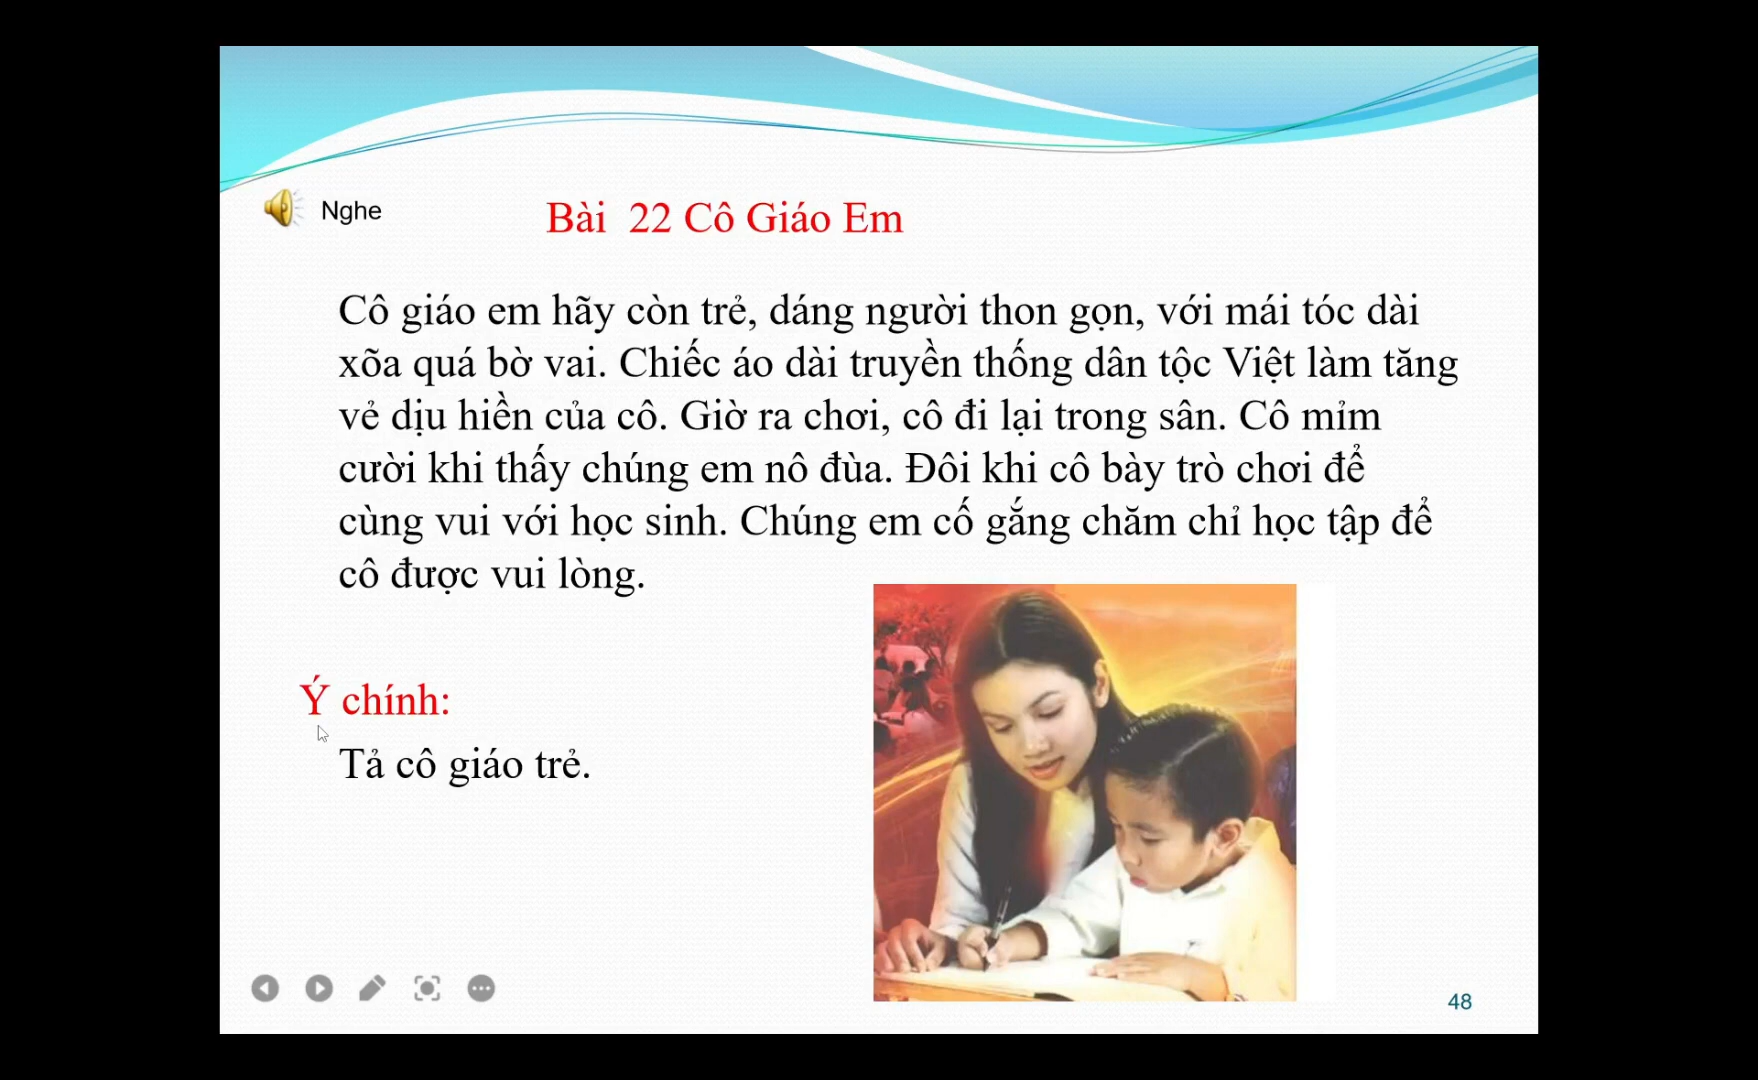 Nghe
Bài 22 Cô Giáo Em
Cô giáo em hãy còn trẻ, dáng người thon gọn, với mái tóc dài
xõa quá bờ vai. Chiếc áo dài truyền thống dân tộc Việt làm tăng
vẻ dịu hiền của cô. Giờ ra chơi, cô đi lại trong sân. Cô mỉm
cười khi thấy chúng em nô đùa. Đôi khi cô bày trò chơi để
cùng vui với học sinh. Chúng em cố gắng chăm chỉ học tập để
cô được vui lòng.
Ý chính:
Tả cô giáo trẻ.
48